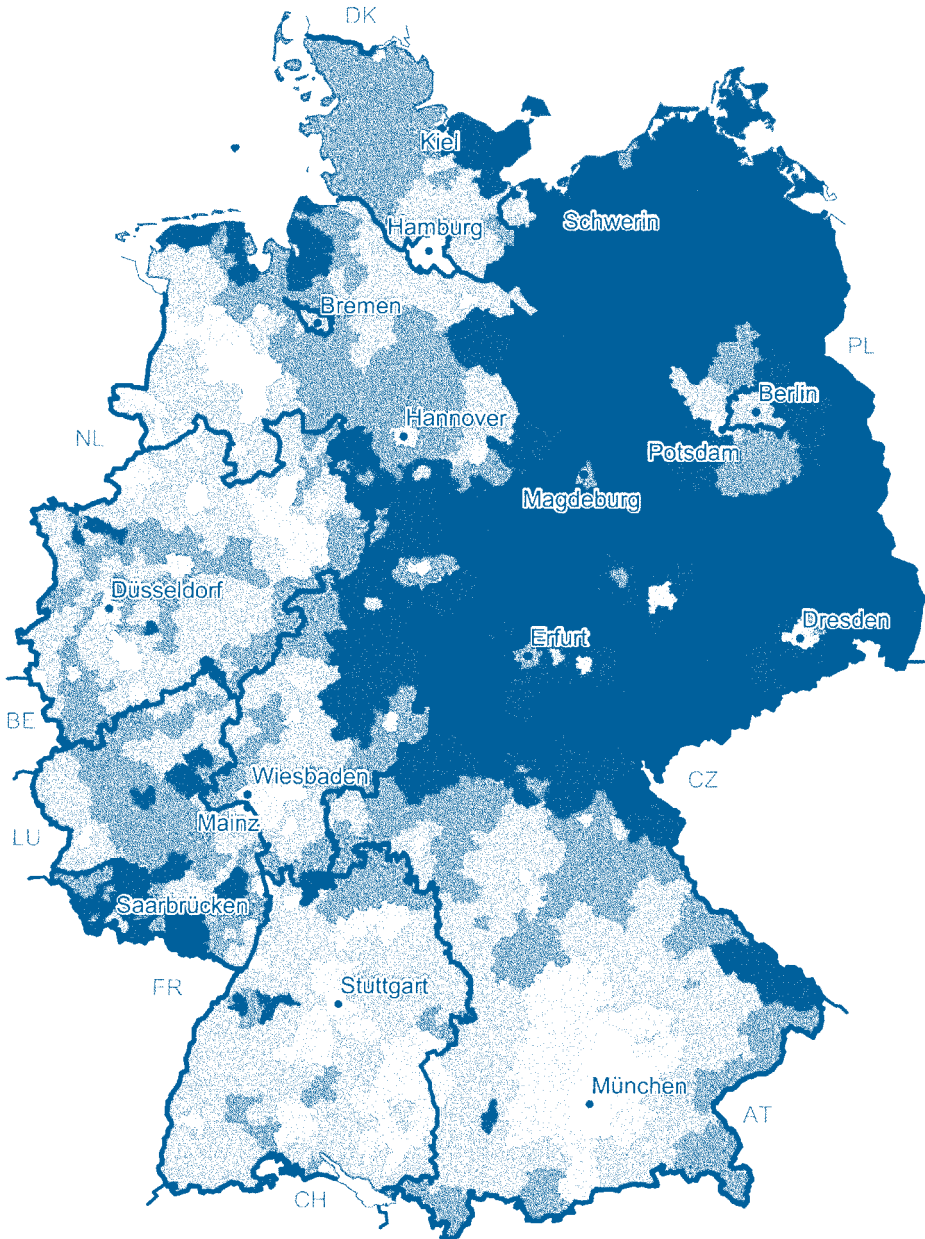 DK
Kiel
Schwerin
Hamburg
Bremen
PL
Berlin
Hannover
NL
Potsdam
Magdeburg
Düsseldorf
Dresden
Erfurt
BE
Wiesbaden
CZ
Mainz
LU
Saarbrücken
FR
Stuttgart
München
AT
CH